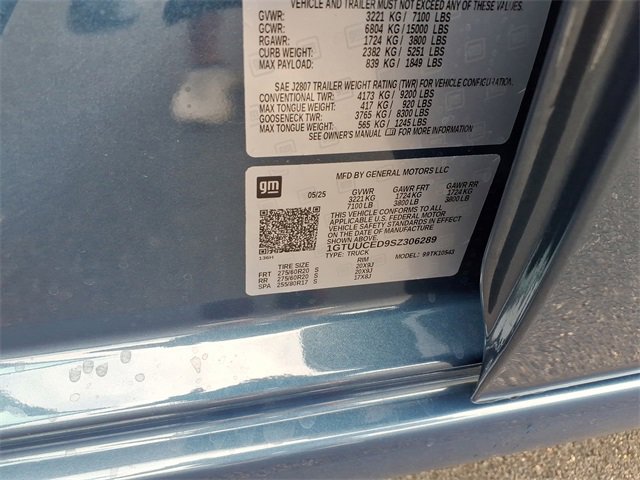 VEHICLE AND TRAILER MUST NOT EXCEED ANY OF THESE VALUES.
GVWR: 3221 KG / 7100 LBS
GCWR: 6804 KG / 15000 LBS
RGAWR: 1724 KG / 3800 LBS
CURB WEIGHT: 2382 KG / 5251 LBS
MAX PAYLOAD: 839 KG / 1849 LBS
SAE J2807 TRAILER WEIGHT RATING (TWR) FOR VEHICLE CONFIGURATION.
CONVENTIONAL TWR: 4173 KG / 9200 LBS
MAX TONGUE WEIGHT: 417 KG / 920 LBS
GOOSENECK TWR: 3765 KG / 8300 LBS
MAX TONGUE WEIGHT: 565 KG / 1245 LBS
SEE OWNER'S MANUAL FOR MORE INFORMATION
gm
MFD BY GENERAL MOTORS LLC
05/25 GVWR GAWR FRT GAWR RR
3221 KG 1724 KG 1724 KG
7100 LB 3800 LB 3800 LB
THIS VEHICLE CONFORMS TO ALL
APPLICABLE U.S. FEDERAL MOTOR
VEHICLE SAFETY STANDARDS IN EFFECT
ON THE DATE OF MANUFACTURE
SHOWN ABOVE.
1GTUUCED9SZ306289
TYPE: TRUCK MODEL: 99TK10543
136H
TIRE SIZE RIM
FRT 275/60R20 S 20X9J
RR 275/60R20 S 20X9J
SPA 255/80R17 S 17X8J